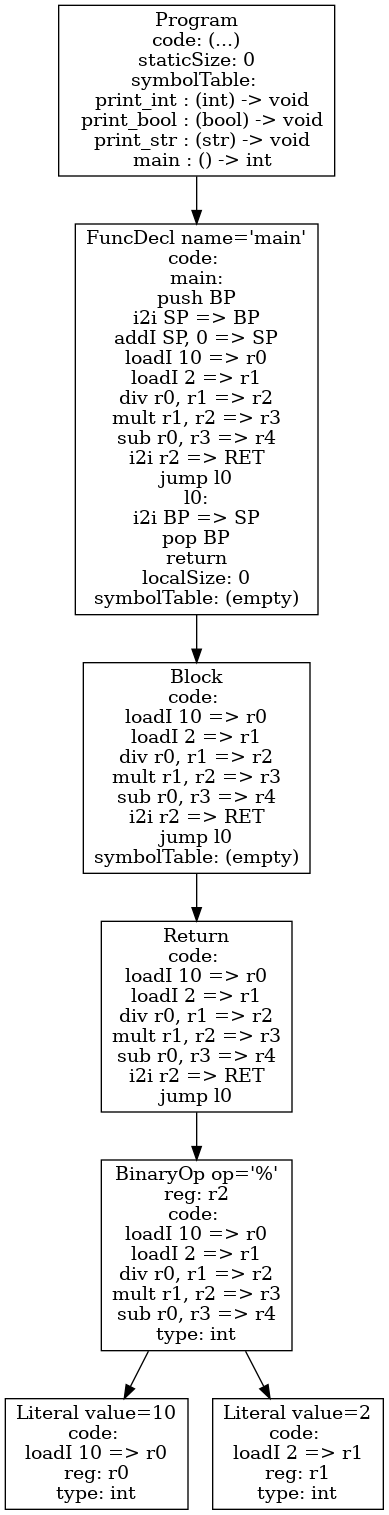 Program
code: (...)
staticSize: 0
symbolTable:
print_int : (int) -> void
print_bool : (bool) -> void
print_str : (str) -> void
main : () -> int
FuncDecl name='main'
code:
main:
push BP
i2i SP => BP
addI SP, 0 => SP
loadI 10 => r0
loadI 2 => r1
div r0, r1 => r2
mult r1, r2 => r3
sub r0, r3 => r4
i2i r2 => RET
jump l0
l0:
i2i BP => SP
pop BP
return
localSize: 0
symbolTable: (empty)
Block
code:
loadI 10 => r0
loadI 2 => r1
div r0, r1 => r2
mult r1, r2 => r3
sub r0, r3 => r4
i2i r2 => RET
jump l0
symbolTable: (empty)
Return
code:
loadI 10 => r0
loadI 2 => r1
div r0, r1 => r2
mult r1, r2 => r3
sub r0, r3 => r4
i2i r2 => RET
jump l0
BinaryOp op='%'
reg: r2
code:
loadI 10 => r0
loadI 2 => r1
div r0, r1 => r2
mult r1, r2 => r3
sub r0, r3 => r4
type: int
Literal value=10
code:
loadI 10 => r0
reg: r0
type: int
Literal value=2
code:
loadI 2 => r1
reg: r1
type: int